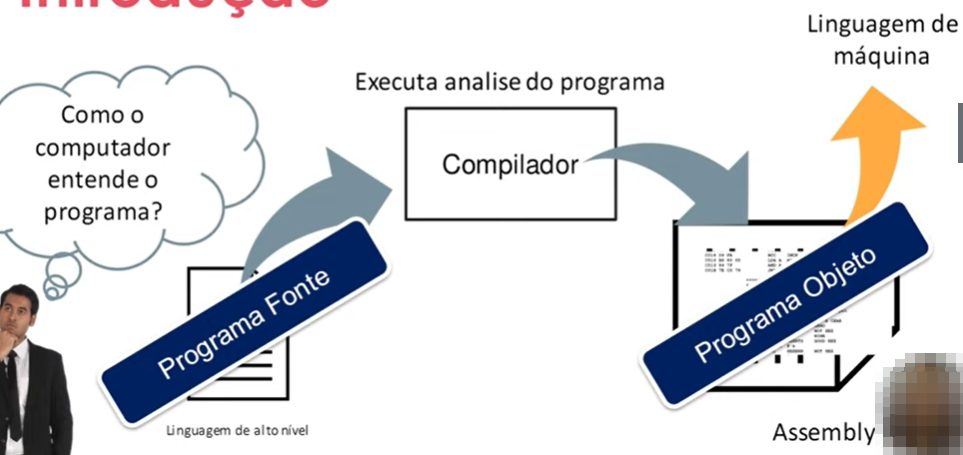 Introdução
Linguagem de
máquina
Executa analise do programa
Como o
computador
entende o
programa?
Compilador
Programa Fonte
Programa Objeto
Linguagem de alto nível
Assembly